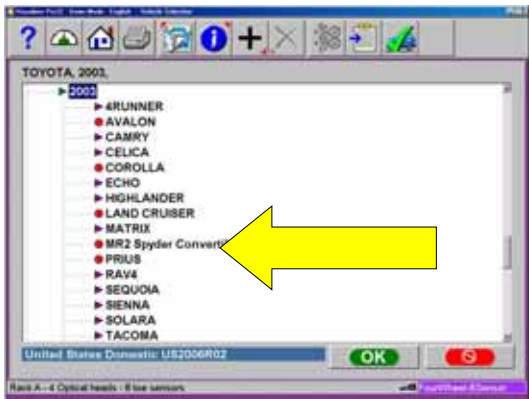 TOYOTA, 2003,
2003
4RUNNER
AVALON
CAMRY
CELICA
COROLLA
ECHO
HIGHLANDER
LAND CRUISER
MATRIX
MR2 Spyder Converti
PRIUS
RAV4
SEQUOIA
SIENNA
SOLARA
TACOMA
United States Domestic US2006R02
OK
Rack A - 4 Optical heads - 8 toe sensors